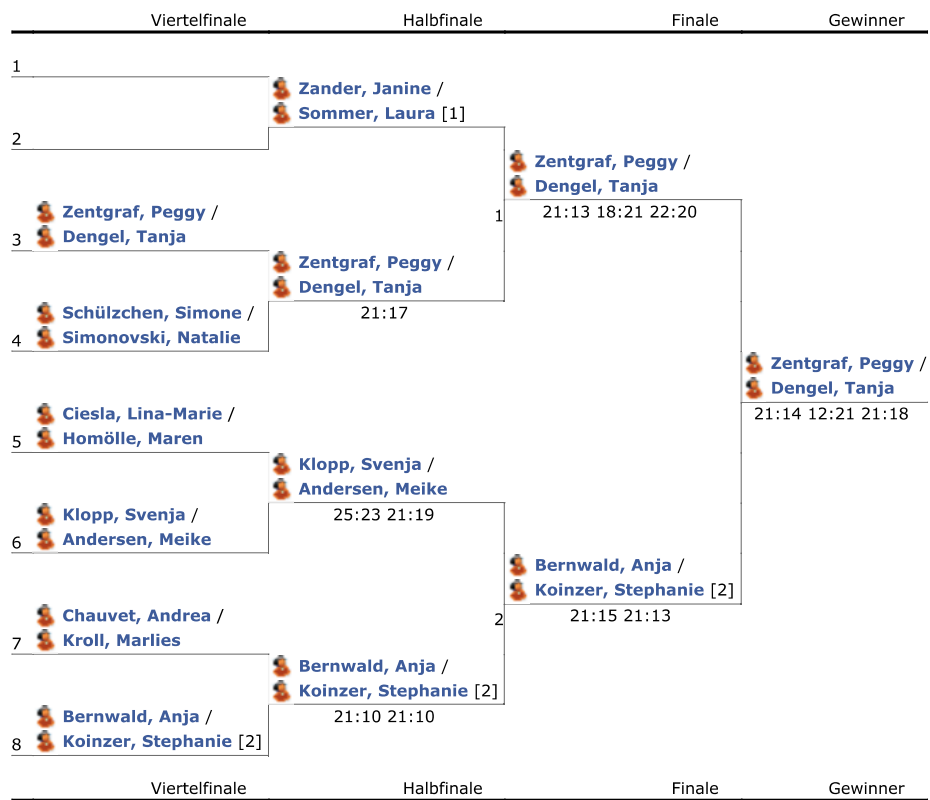 Viertelfinale Halbfinale Finale Gewinner
1
Zander, Janine /
Sommer, Laura [1]
2
Zentgraf, Peggy /
Dengel, Tanja
1 21:13 18:21 22:20
Zentgraf, Peggy /
3 Dengel, Tanja
Zentgraf, Peggy /
Dengel, Tanja
21:17
Schülzchen, Simone /
4 Simonovski, Natalie
Zentgraf, Peggy /
Dengel, Tanja
21:14 12:21 21:18
Ciesla, Lina-Marie /
5 Homölle, Maren
Klopp, Svenja /
Andersen, Meike
25:23 21:19
Klopp, Svenja /
6 Andersen, Meike
Bernwald, Anja /
Koinzer, Stephanie [2]
2 21:15 21:13
Chauvet, Andrea /
7 Kroll, Marlies
Bernwald, Anja /
Koinzer, Stephanie [2]
21:10 21:10
Bernwald, Anja /
8 Koinzer, Stephanie [2]
Viertelfinale Halbfinale Finale Gewinner